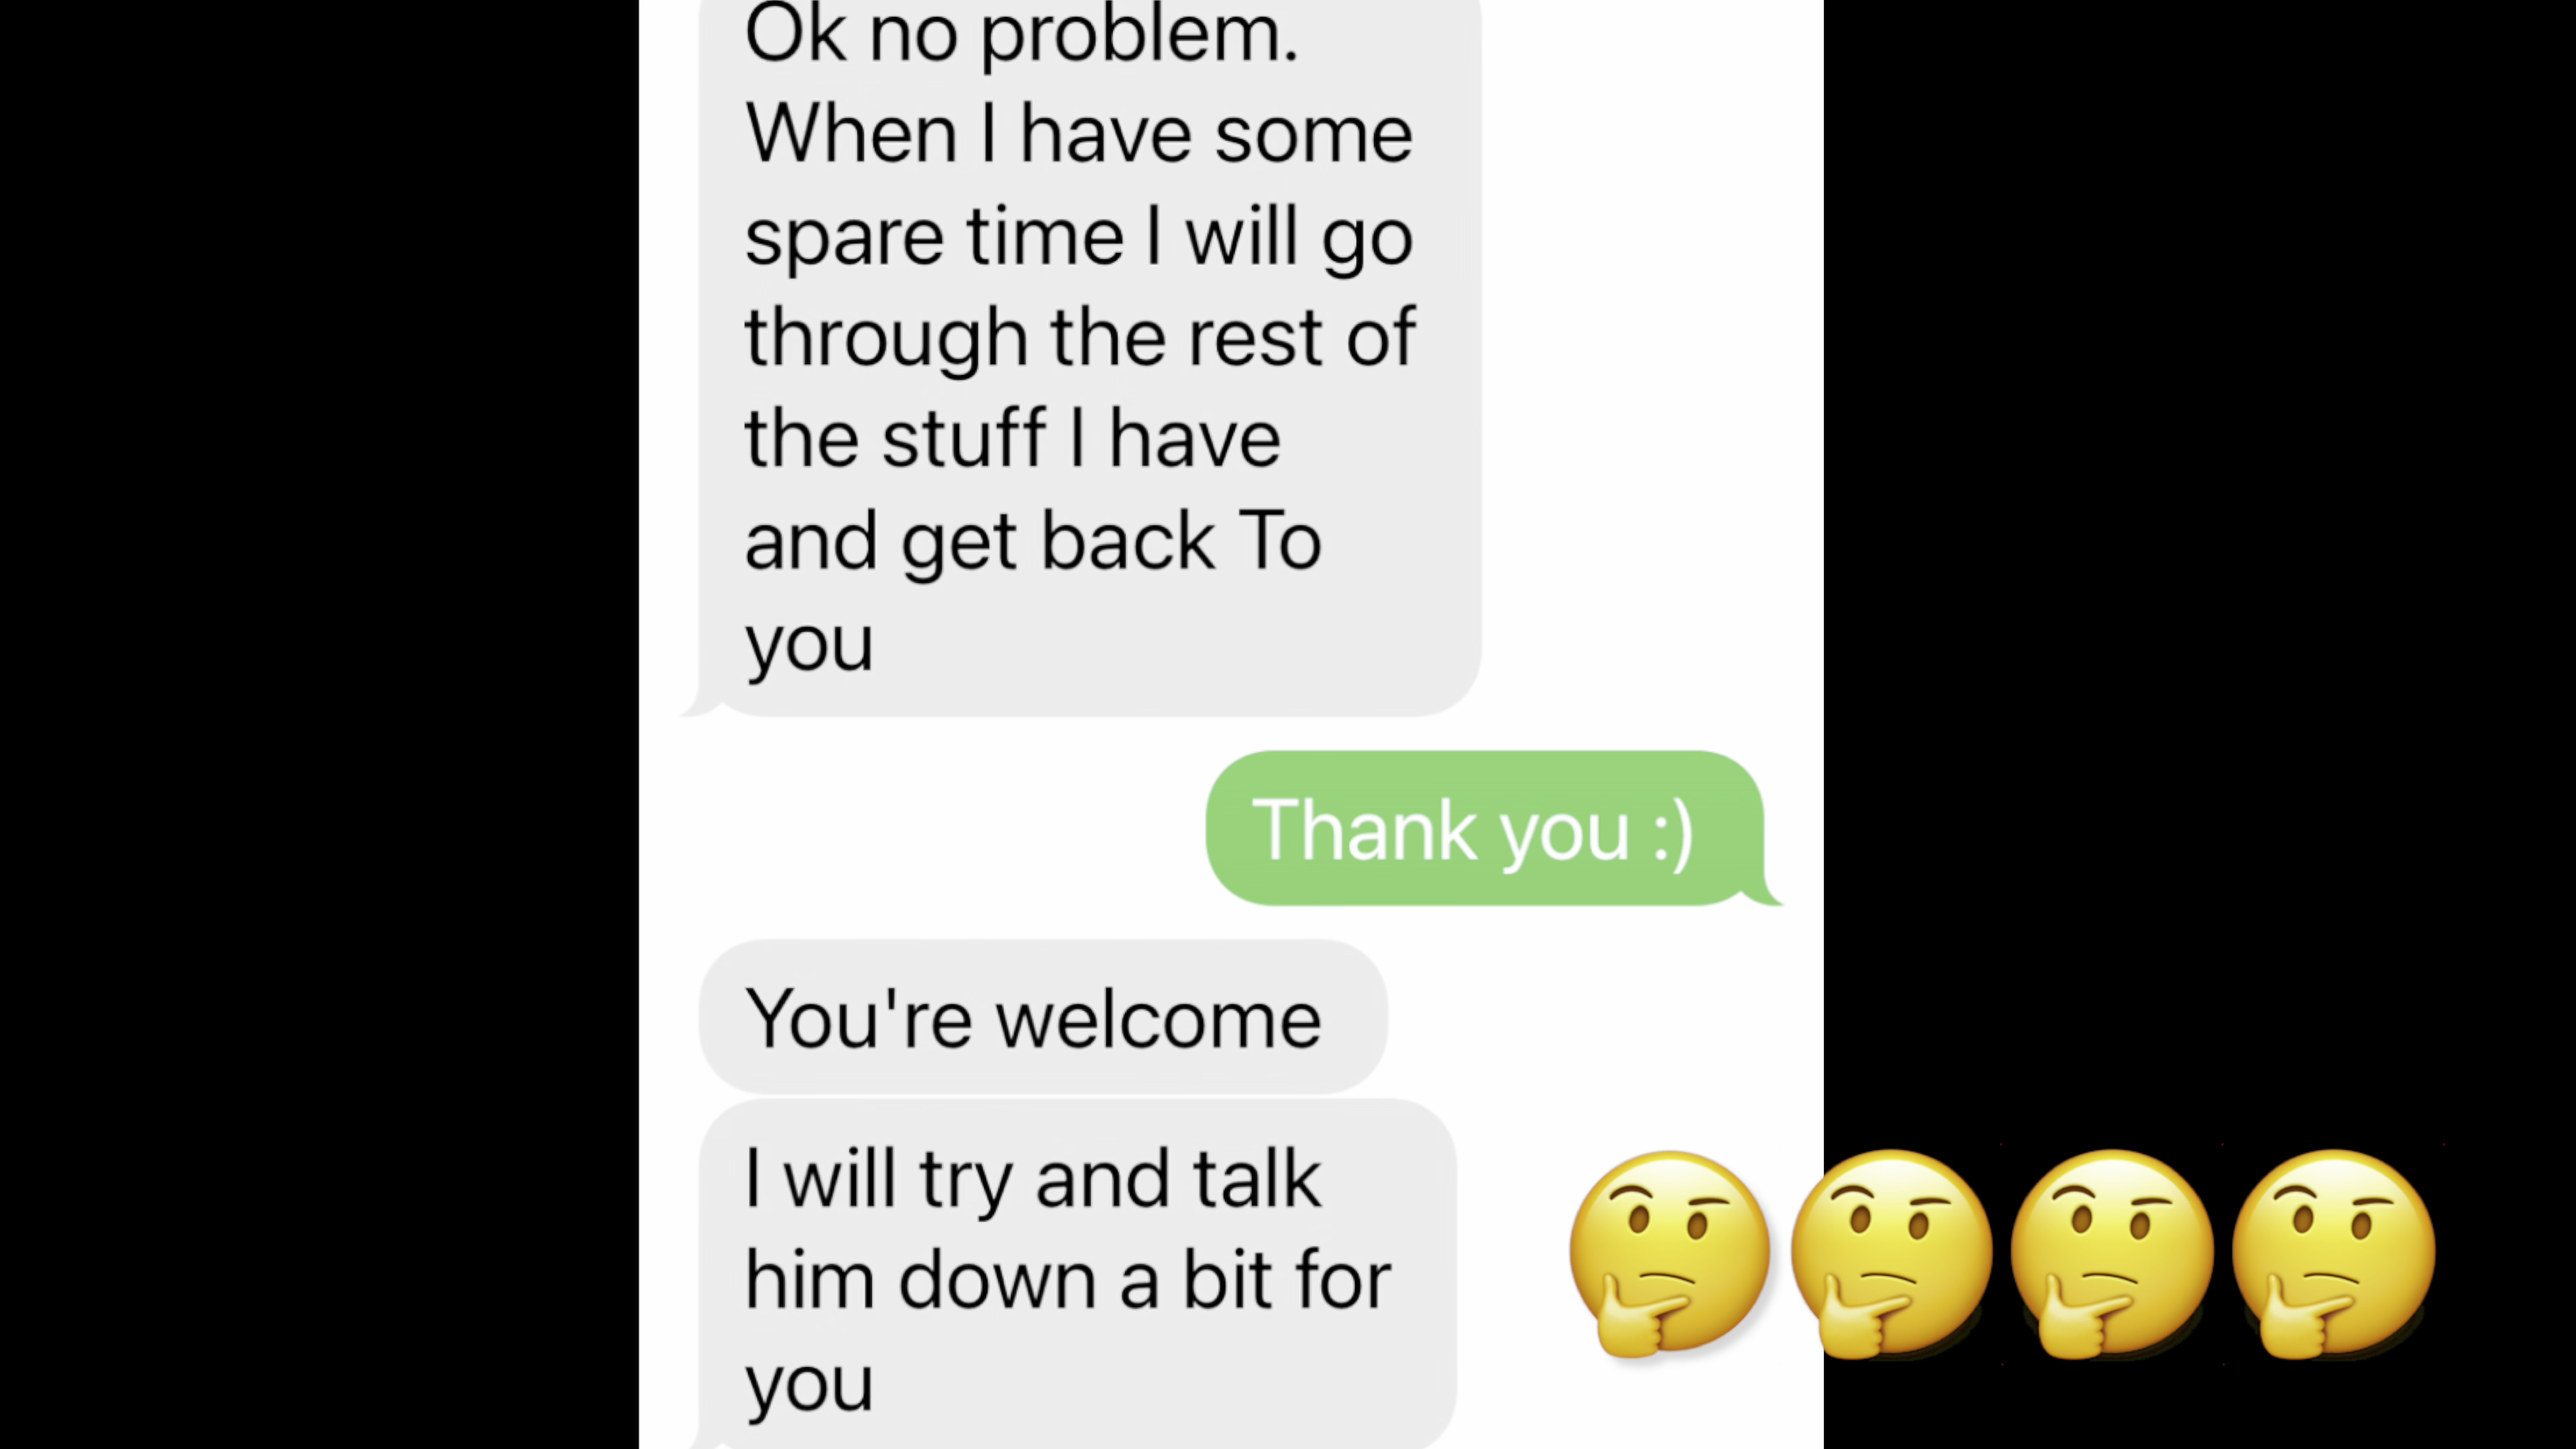 Ok no problem.
When I have some
spare time I will go
through the rest of
the stuff I have
and get back To
you
Thank you :)
You're welcome
I will try and talk
him down a bit for
you